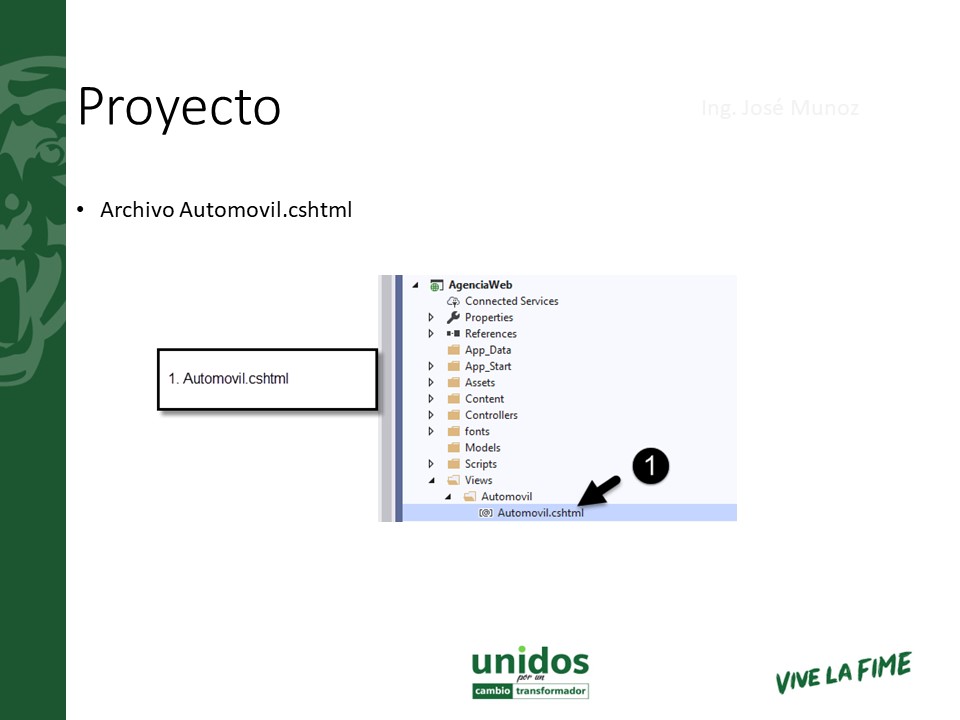 Proyecto
Ing. José Munoz
• Archivo Automovil.cshtml
AgenciaWeb
Connected Services
Properties
References
App_Data
App_Start
Assets
Content
Controllers
fonts
Models
Scripts
Views
Automovil
[@] Automovil.cshtml
1. Automovil.cshtml
1
unidos
por un
cambio transformador
VIVE LA FIME